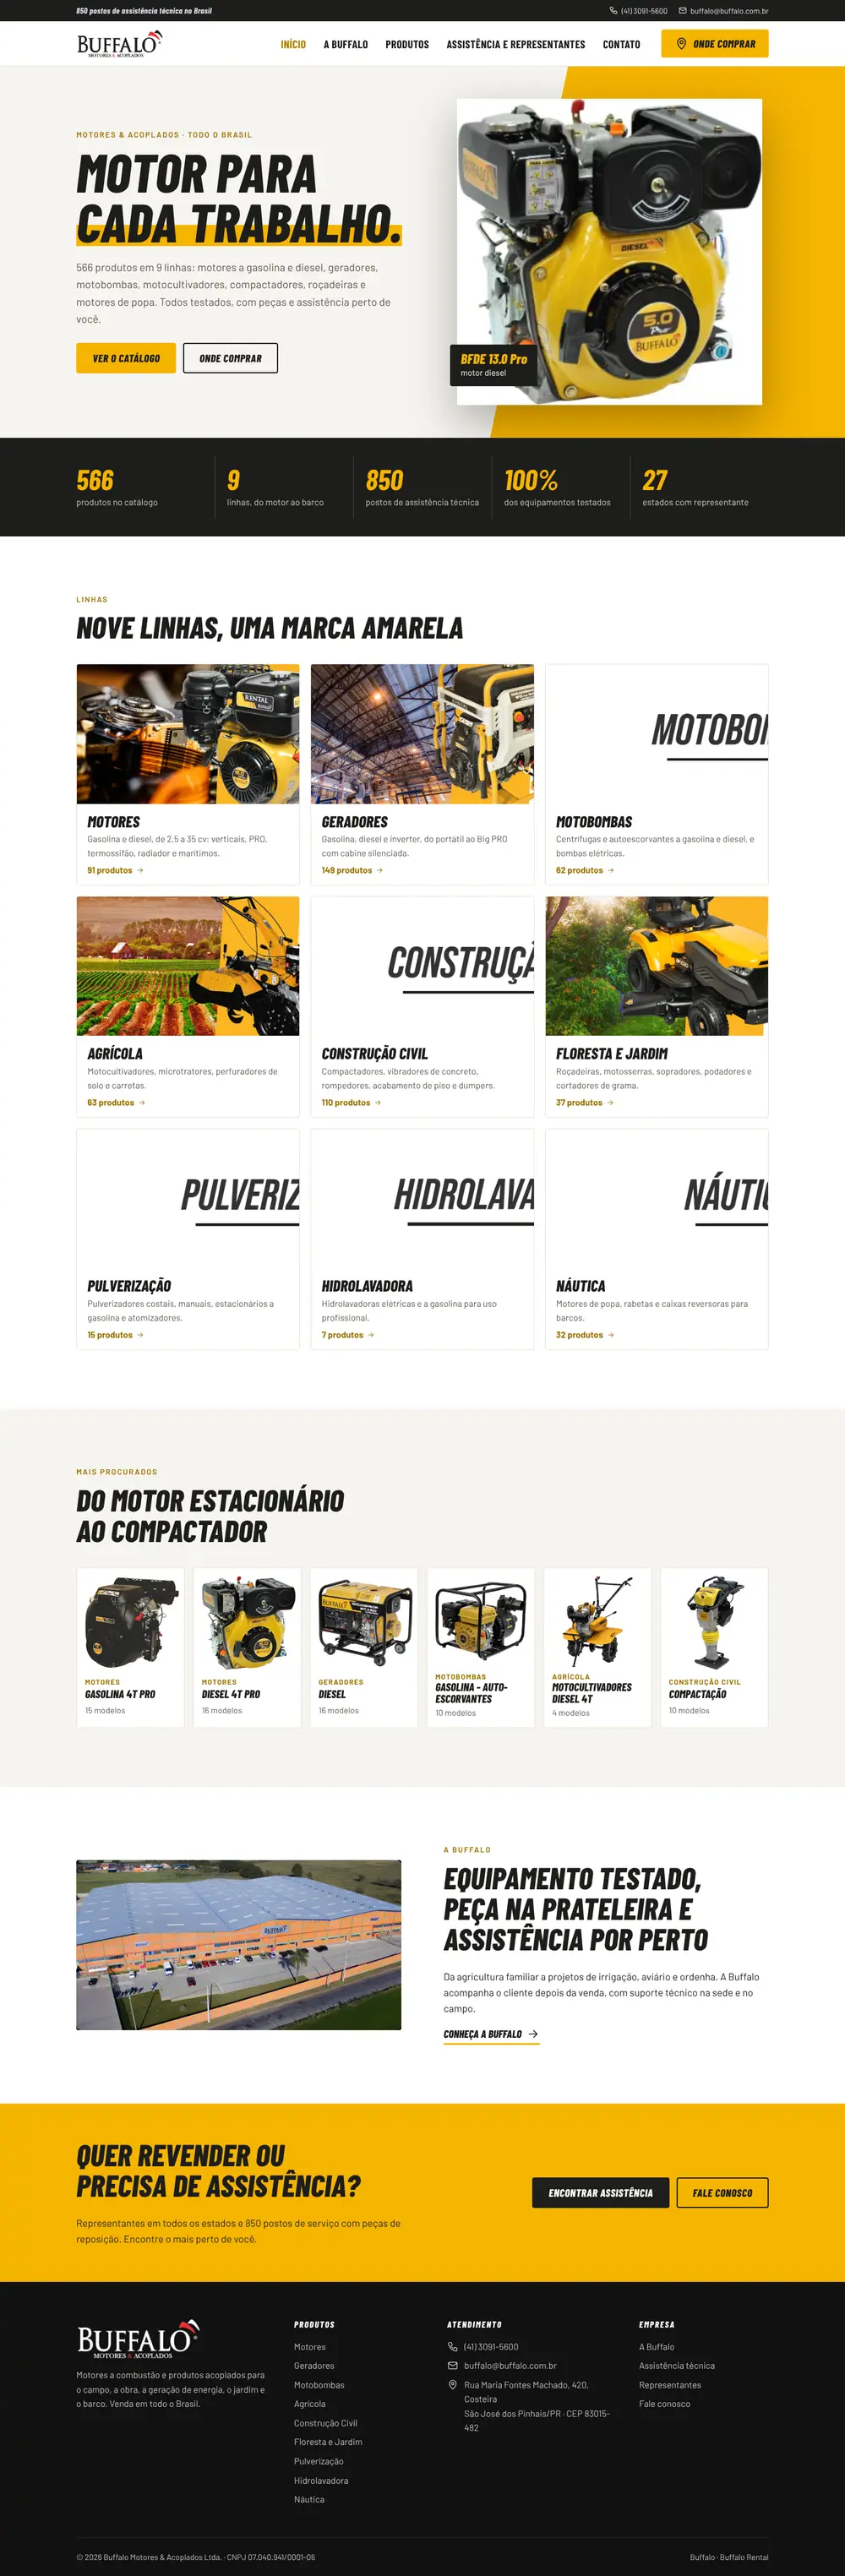 850 postos de assistência técnica no Brasil
(41) 3091-5600 buffalo@buffalo.com.br
BUFFALO
MOTORES & ACOPLADOS
INÍCIO A BUFFALO PRODUTOS ASSISTÊNCIA E REPRESENTANTES CONTATO ONDE COMPRAR
MOTORES & ACOPLADOS · TODO O BRASIL
MOTOR PARA
CADA TRABALHO.
566 produtos em 9 linhas: motores a gasolina e diesel, geradores,
motobombas, motocultivadores, compactadores, roçadeiras e
motores de popa. Todos testados, com peças e assistência perto de
você.
VER O CATÁLOGO ONDE COMPRAR
DIESEL
5.0
Pro
BUFFALO
BFDE 13.0 Pro
motor diesel
566
produtos no catálogo
9
linhas, do motor ao barco
850
postos de assistência técnica
100%
dos equipamentos testados
27
estados com representante
LINHAS
NOVE LINHAS, UMA MARCA AMARELA
RENTAL
MOTORES
Gasolina e diesel, de 2,5 a 35 cv: verticais, PRO,
termossifão, radiador e marítimos.
91 produtos →
GERADORES
Gasolina, diesel e inverter, do portátil ao Big PRO
com cabine silenciada.
149 produtos →
MOTOBOM
MOTOBOMBAS
Centrífugas e autoescorvantes a gasolina e diesel, e
bombas elétricas.
62 produtos →
AGRÍCOLA
Motocultivadores, microtratores, perfuradores de
solo e carretas.
63 produtos →
CONSTRUÇÃ
CONSTRUÇÃO CIVIL
Compactadores, vibradores de concreto,
rompedores, acabamento de piso e dumpers.
110 produtos →
FLORESTA E JARDIM
Roçadeiras, motosserras, sopradores, podadores e
cortadores de grama.
37 produtos →
PULVERIZ
PULVERIZAÇÃO
Pulverizadores costais, manuais, estacionários a
gasolina e atomizadores.
15 produtos →
HIDROLAVA
HIDROLAVADORA
Hidrolavadoras elétricas e a gasolina para uso
profissional.
7 produtos →
NÁUTIC
NÁUTICA
Motores de popa, rabetas e caixas reversoras para
barcos.
32 produtos →
MAIS PROCURADOS
DO MOTOR ESTACIONÁRIO
AO COMPACTADOR
MOTORES
GASOLINA 4T PRO
15 modelos
MOTORES
DIESEL 4T PRO
16 modelos
GERADORES
DIESEL
16 modelos
MOTOBOMBAS
GASOLINA - AUTO-
ESCORVANTES
10 modelos
AGRÍCOLA
MOTOCULTIVADORES
DIESEL 4T
4 modelos
CONSTRUÇÃO CIVIL
COMPACTAÇÃO
10 modelos
BUFFALO
A BUFFALO
EQUIPAMENTO TESTADO,
PEÇA NA PRATELEIRA E
ASSISTÊNCIA POR PERTO
Da agricultura familiar a projetos de irrigação, aviário e ordenha. A Buffalo
acompanha o cliente depois da venda, com suporte técnico na sede e no
campo.
CONHEÇA A BUFFALO →
QUER REVENDER OU
PRECISA DE ASSISTÊNCIA?
Representantes em todos os estados e 850 postos de serviço com peças de
reposição. Encontre o mais perto de você.
ENCONTRAR ASSISTÊNCIA FALE CONOSCO
BUFFALO
MOTORES & ACOPLADOS
Motores a combustão e produtos acoplados para
o campo, a obra, a geração de energia, o jardim e
o barco. Venda em todo o Brasil.
PRODUTOS
Motores
Geradores
Motobombas
Agrícola
Construção Civil
Floresta e Jardim
Pulverização
Hidrolavadora
Náutica
ATENDIMENTO
(41) 3091-5600
buffalo@buffalo.com.br
Rua Maria Fontes Machado, 420,
Costeira
São José dos Pinhais/PR · CEP 83015-
482
EMPRESA
A Buffalo
Assistência técnica
Representantes
Fale conosco
© 2026 Buffalo Motores & Acoplados Ltda. · CNPJ 07.040.941/0001-06
Buffalo · Buffalo Rental